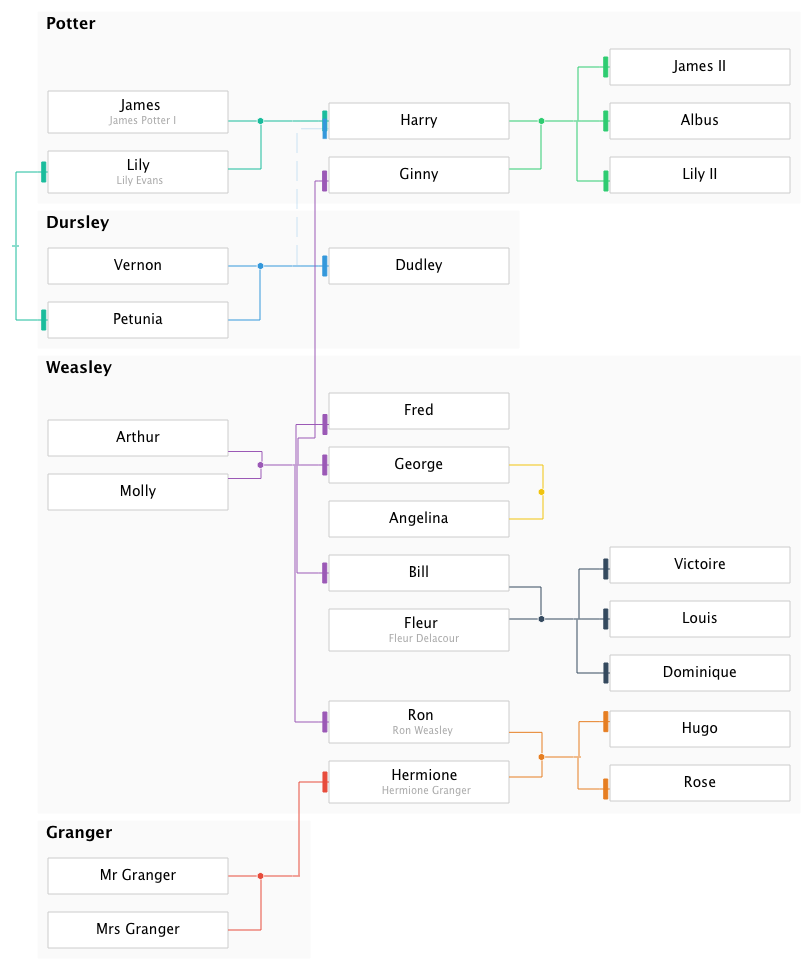 Potter
James
James Potter I
Lily
Lily Evans
Harry
Ginny
James II
Albus
Lily II
Dursley
Vernon
Petunia
Dudley
Weasley
Arthur
Molly
Fred
George
Angelina
Bill
Fleur
Fleur Delacour
Ron
Ron Weasley
Hermione
Hermione Granger
Victoire
Louis
Dominique
Hugo
Rose
Granger
Mr Granger
Mrs Granger